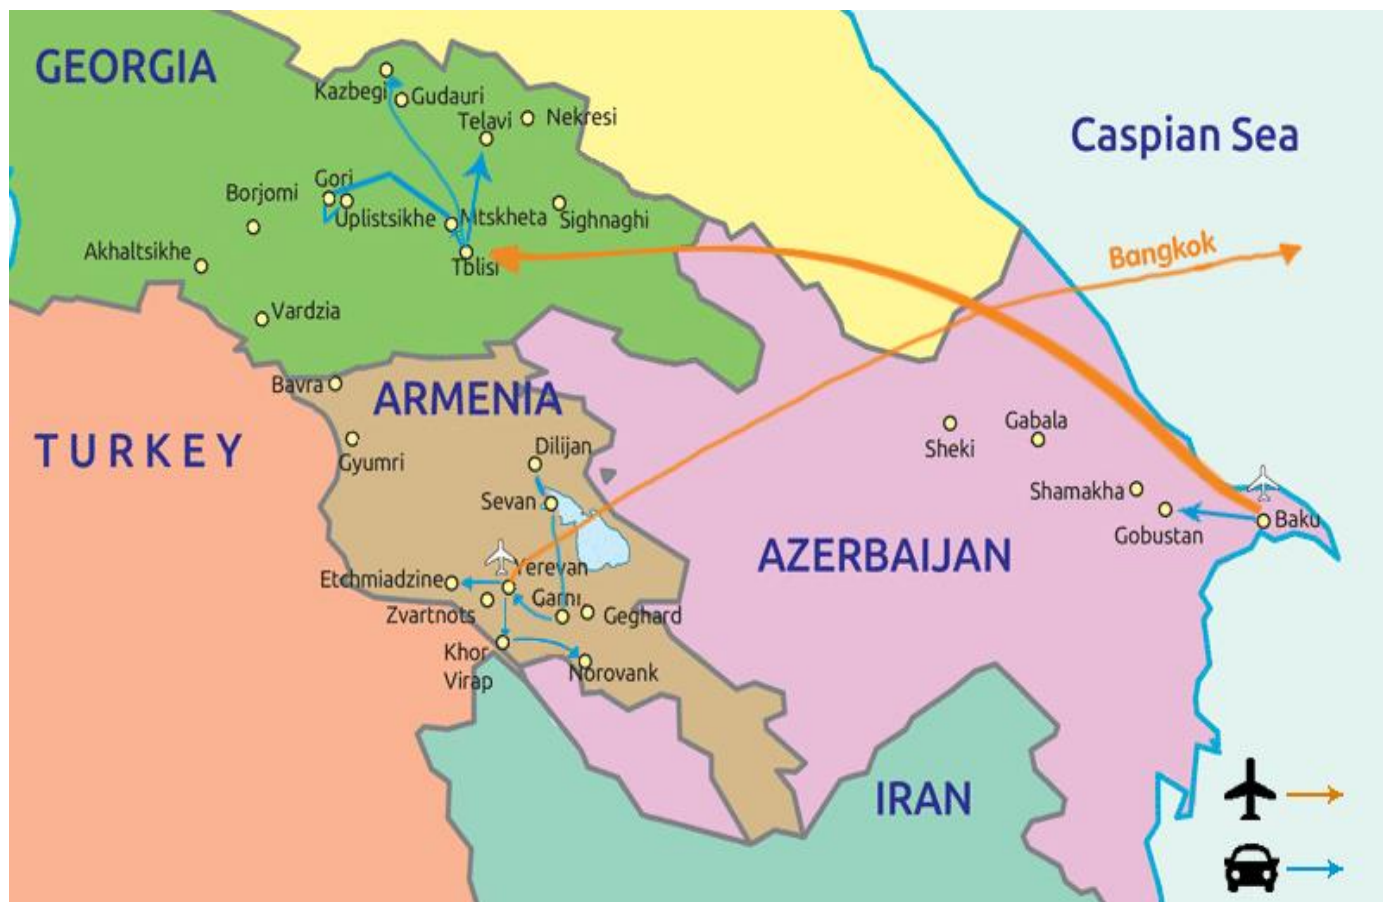 GEORGIA
Kazbegi
Gudauri
Telavi
Nekresi
Caspian Sea
Gori
Borjomi
Uplistsikhe
Mtskheta
Sighnaghi
Akhaltsikhe
Tblisi
Bangkok
Vardzia
Bavra
ARMENIA
TURKEY
Gyumri
Dilijan
Sheki
Gabala
Sevan
Shamakha
Gobustan
Baku
AZERBAIJAN
Yerevan
Etchmiadzine
Zvartnots
Garni
Geghard
Khor
Virap
Norovank
IRAN